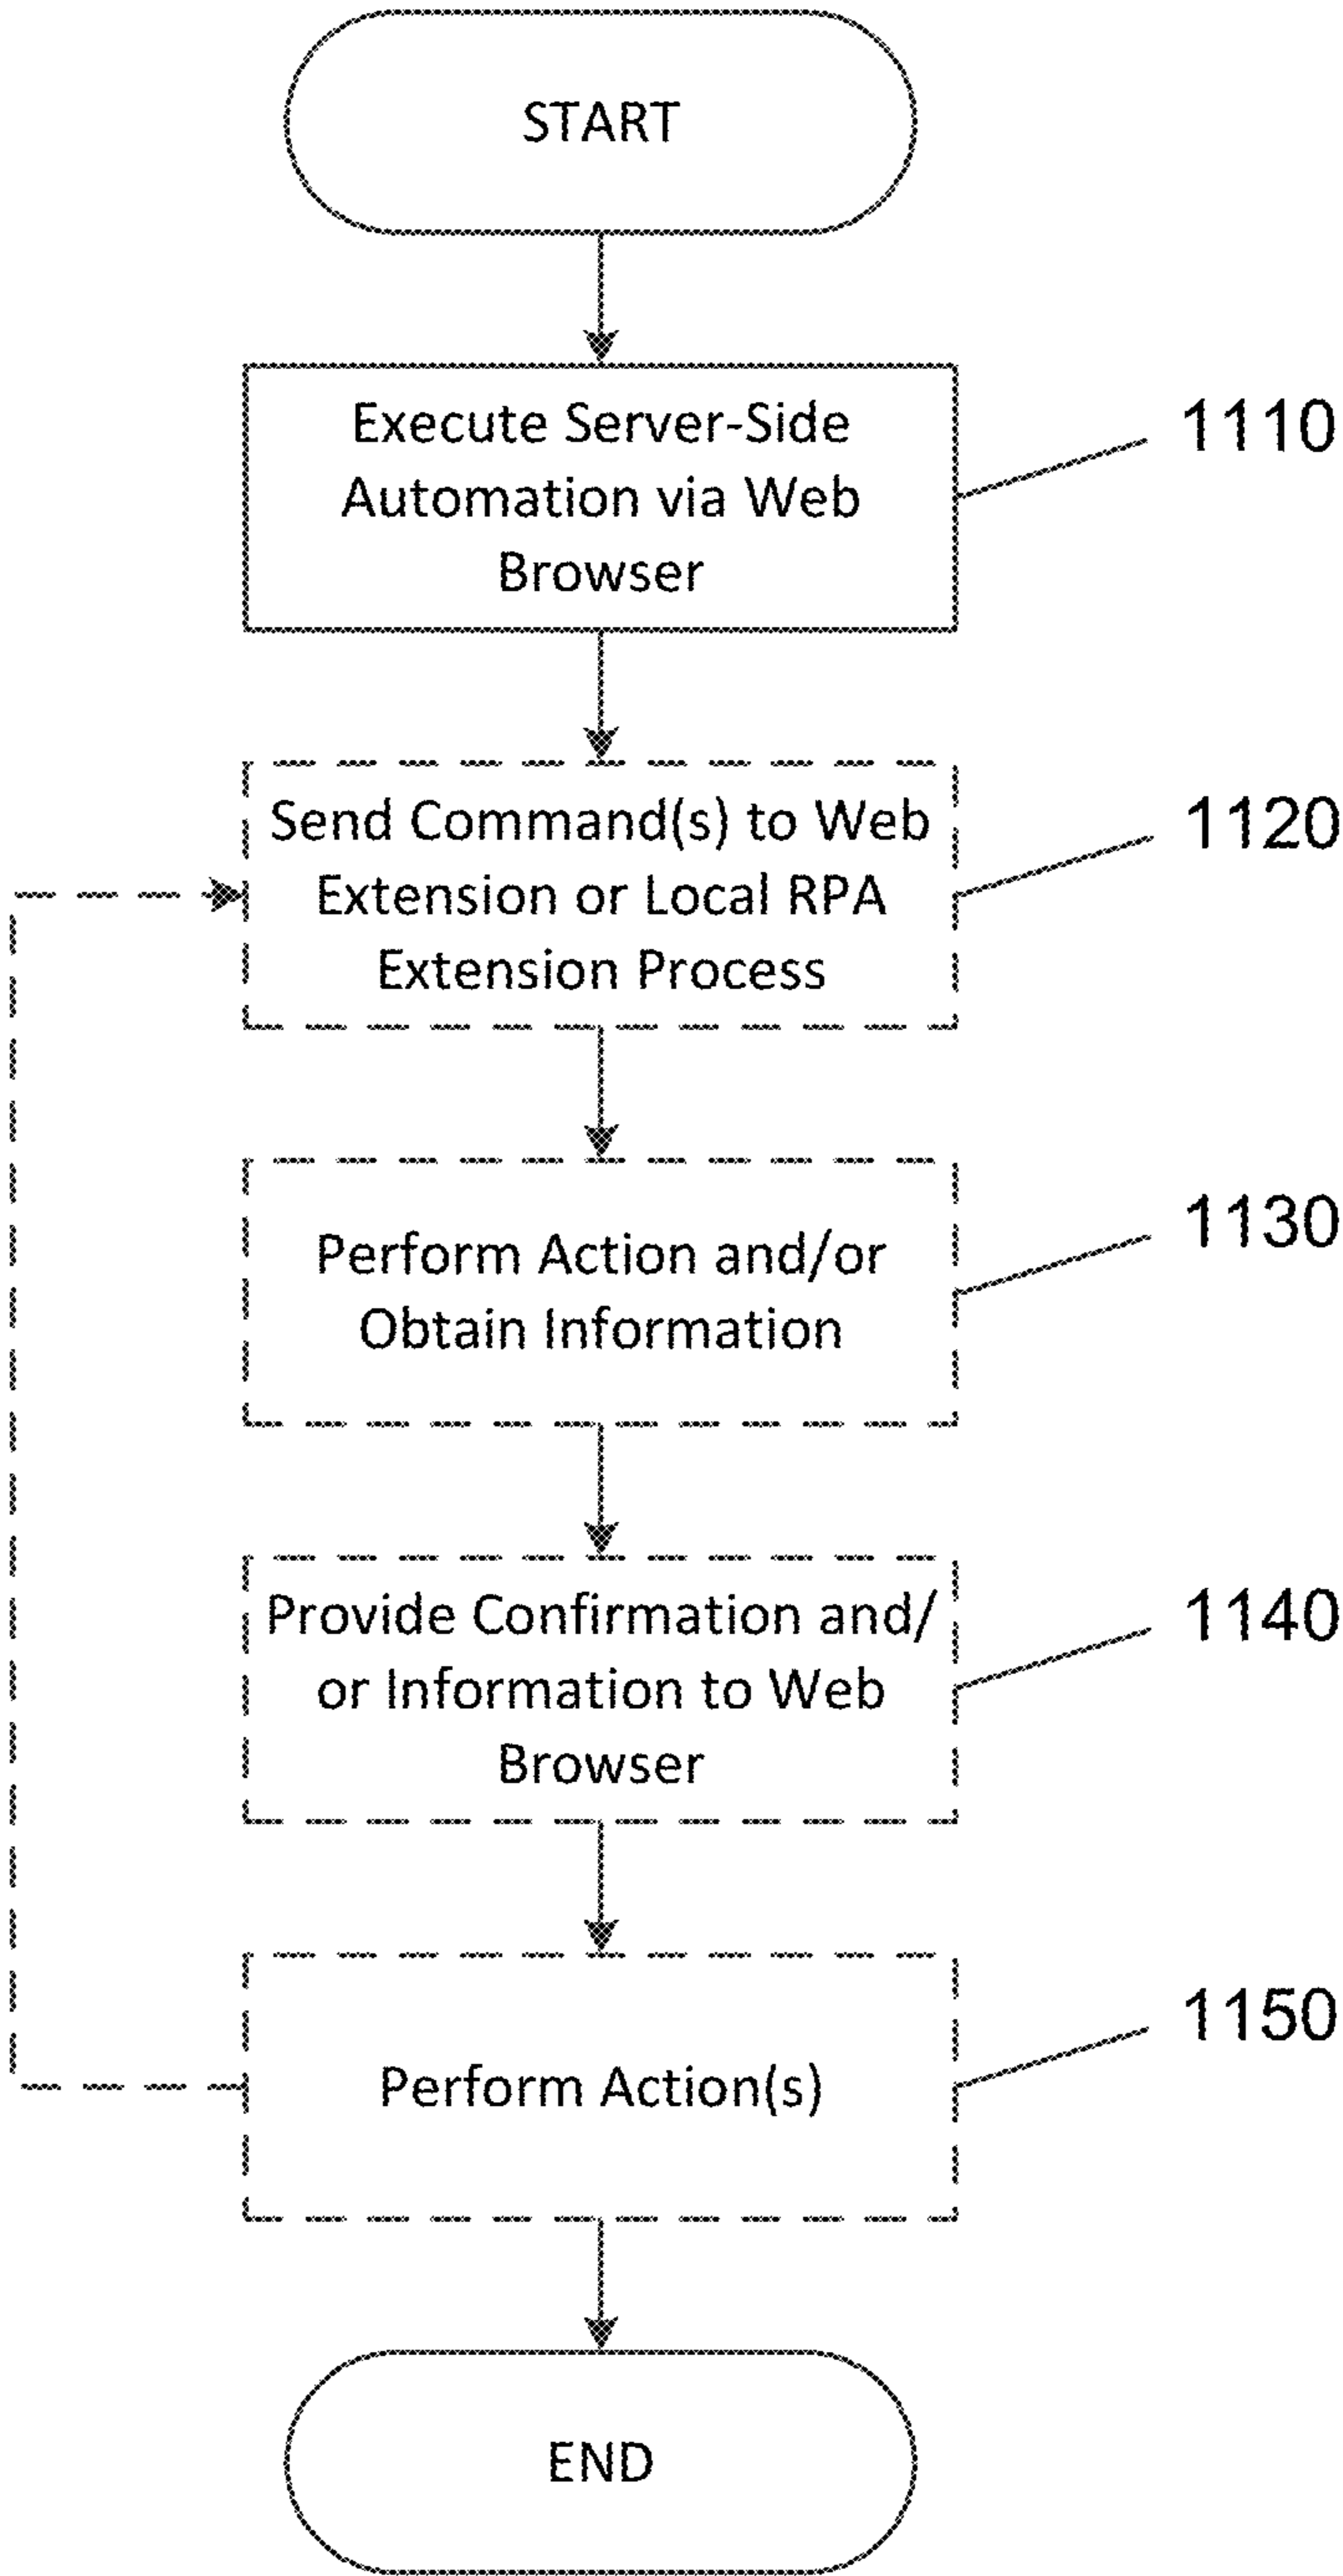 START
Execute Server-Side
Automation via Web
Browser
1110
Send Command(s) to Web
Extension or Local RPA
Extension Process
1120
Perform Action and/or
Obtain Information
1130
Provide Confirmation and/
or Information to Web
Browser
1140
Perform Action(s)
1150
END